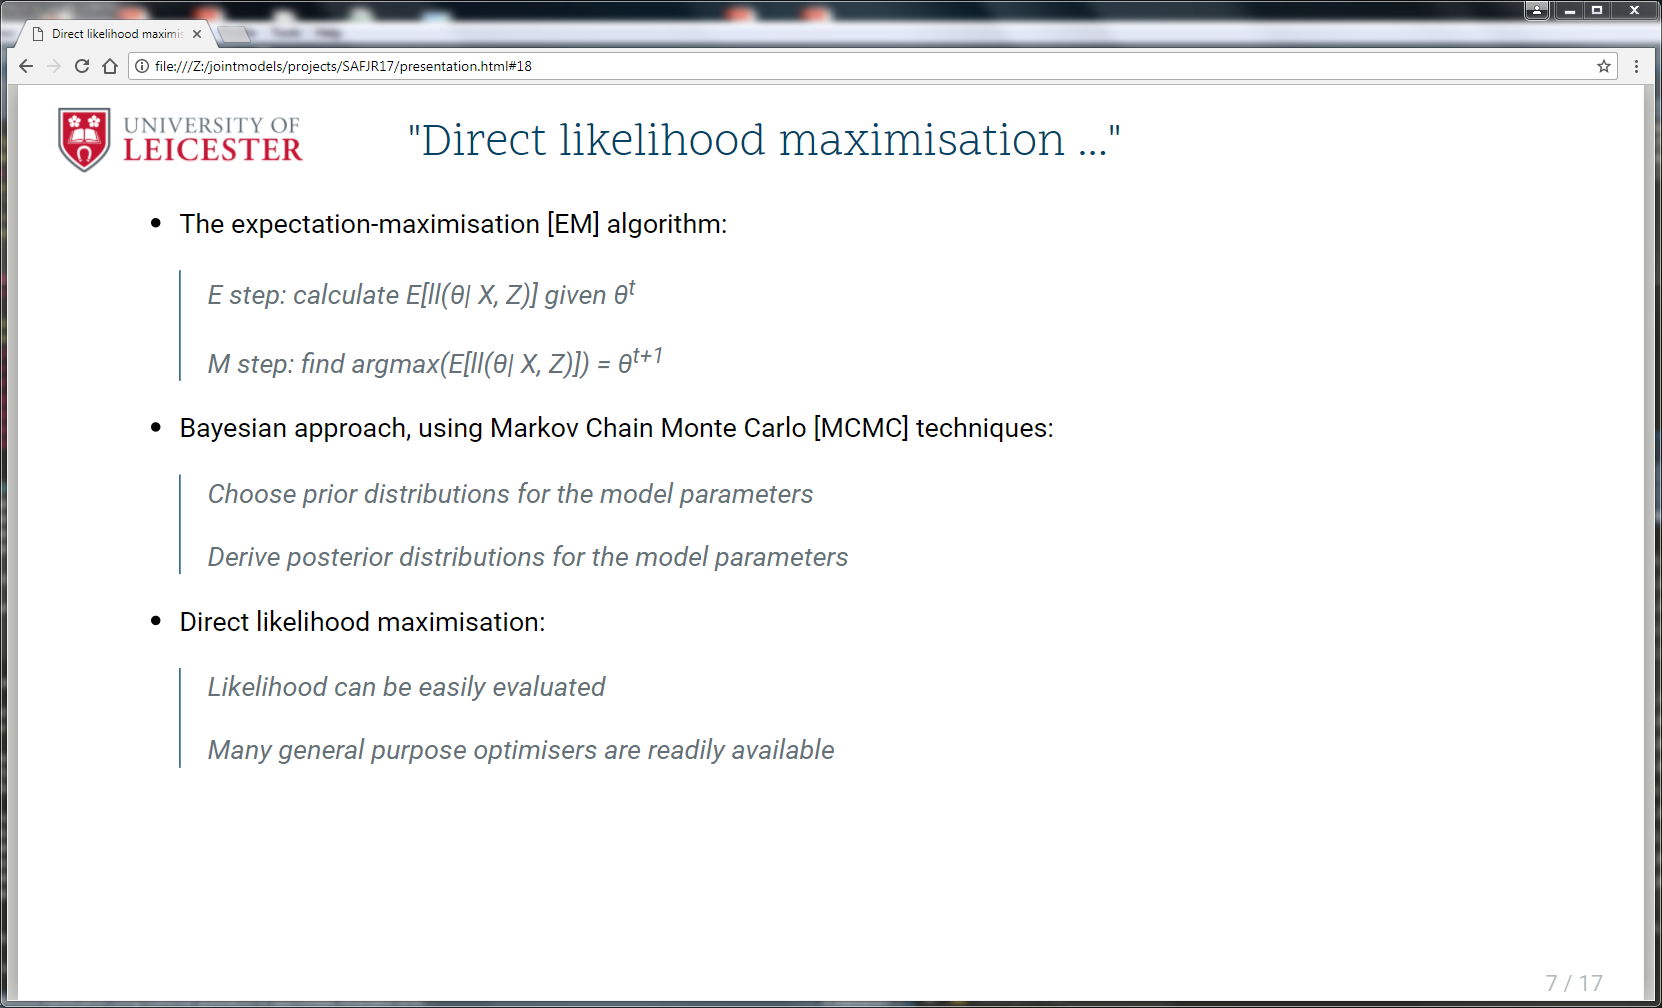 Direct likelihood maximis
file:///Z:/jointmodels/projects/SAFJR17/presentation.html#18
UNIVERSITY OF
LEICESTER
"Direct likelihood maximisation ..."
• The expectation-maximisation [EM] algorithm:
E step: calculate E[ll(θ| X, Z)] given θ^t
M step: find argmax(E[ll(θ| X, Z)]) = θ^t+1
• Bayesian approach, using Markov Chain Monte Carlo [MCMC] techniques:
Choose prior distributions for the model parameters
Derive posterior distributions for the model parameters
• Direct likelihood maximisation:
Likelihood can be easily evaluated
Many general purpose optimisers are readily available
7 / 17